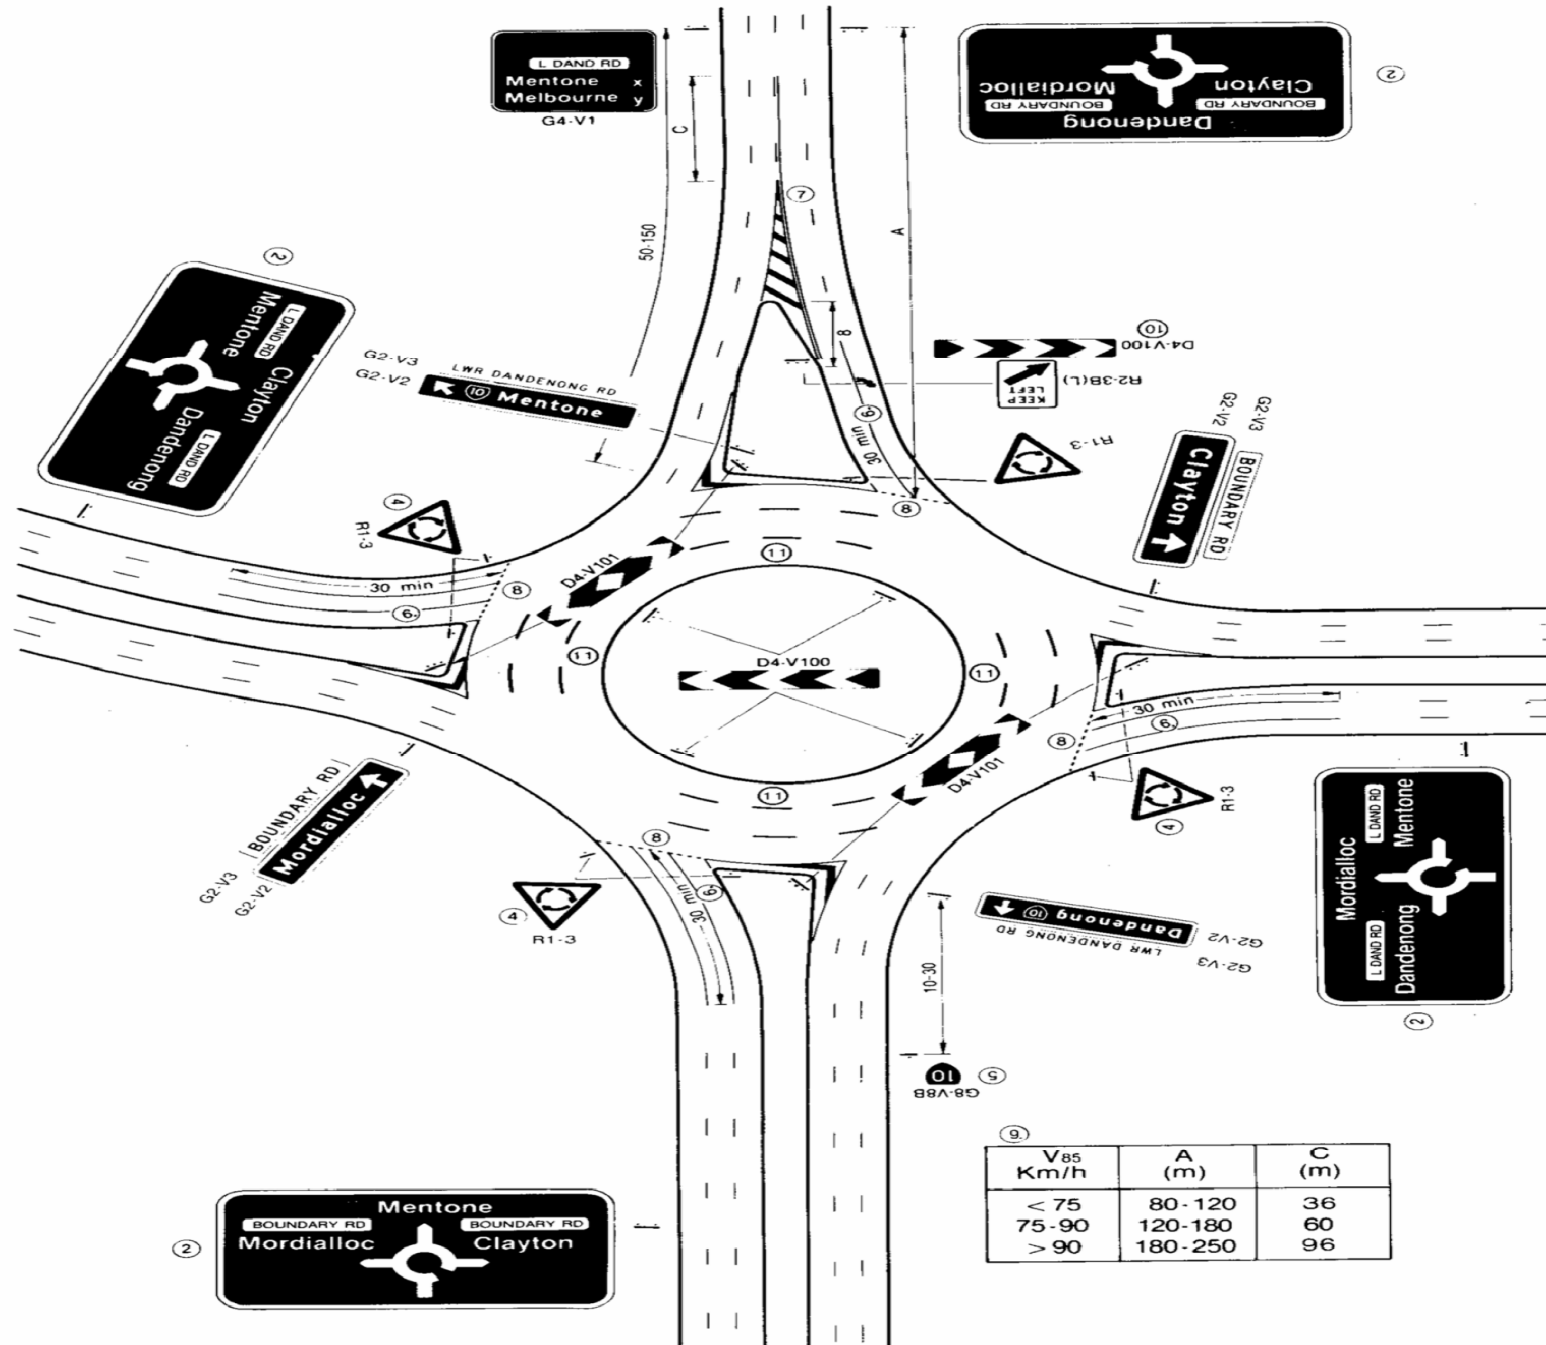 L DAND RD
Mentone x
Melbourne y
G4-V1
C
50-150
A
7
8
Dandenong
BOUNDARY RD
Clayton
BOUNDARY RD
Mordialloc
2
2
L DAND RD
Mentone
Clayton
L DAND RD
Dandenong
G2-V3
G2-V2
LWR DANDENONG RD
10 Mentone
10
D4-V100
KEEP
LEFT
R2-3B(L)
R1-3
6
30 min
8
G2-V2
G2-V3
Clayton
BOUNDARY RD
4
R1-3
30 min
6.
8
D4-V101
11
11
D4-V100
11
11
30 min
6.
8
D4-V101
R1-3
4
BOUNDARY RD
Mordialloc
G2-V3
G2-V2
8
30 min
6.
4
R1-3
Dandenong 10
LWR DANDENONG RD
G2-V2
G2-V3
10-30
10
5
G8-V8B
Mordialloc
L DAND RD
Dandenong
L DAND RD
Mentone
2
2
Mentone
BOUNDARY RD BOUNDARY RD
Mordialloc Clayton
9.
V85 A C
Km/h (m) (m)
< 75 80-120 36
75-90 120-180 60
> 90 180-250 96